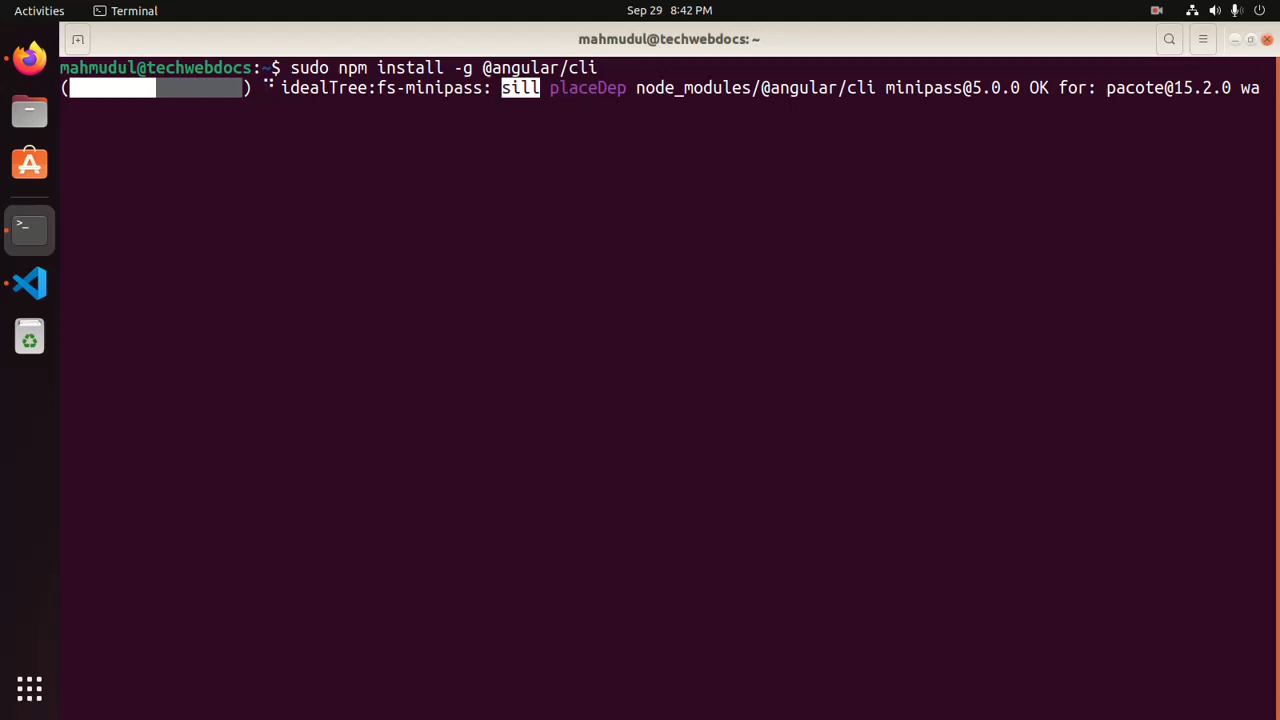 Activities Terminal Sep 29 8:42 PM
mahmudul@techwebdocs: ~
mahmudul@techwebdocs:~$ sudo npm install -g @angular/cli
( ) ⠋ idealTree:fs-minipass: sill placeDep node_modules/@angular/cli minipass@5.0.0 OK for: pacote@15.2.0 wa